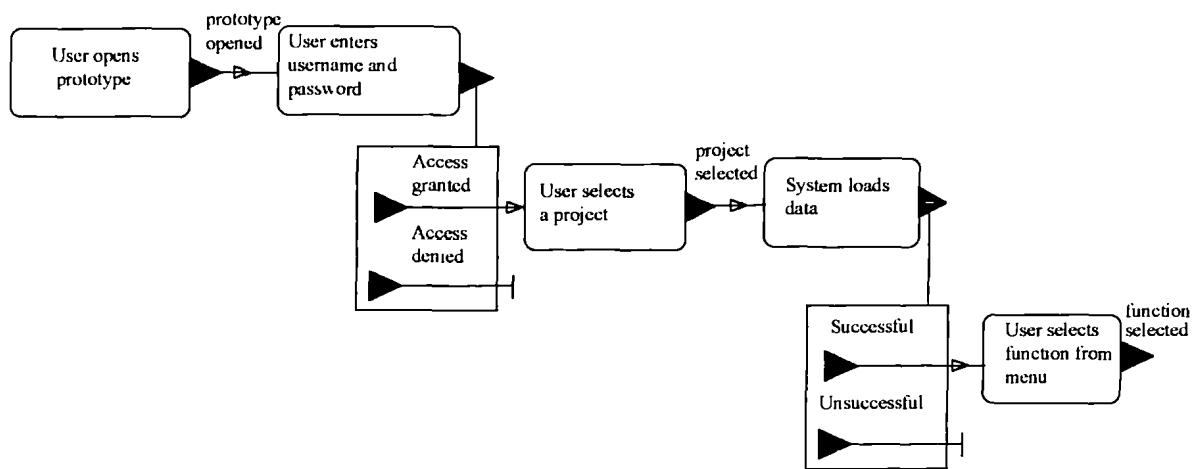 User opens
prototype
prototype
opened
User enters
username and
password
Access
granted
Access
denied
User selects
a project
project
selected
System loads
data
Successful
Unsuccessful
User selects
function from
menu
function
selected